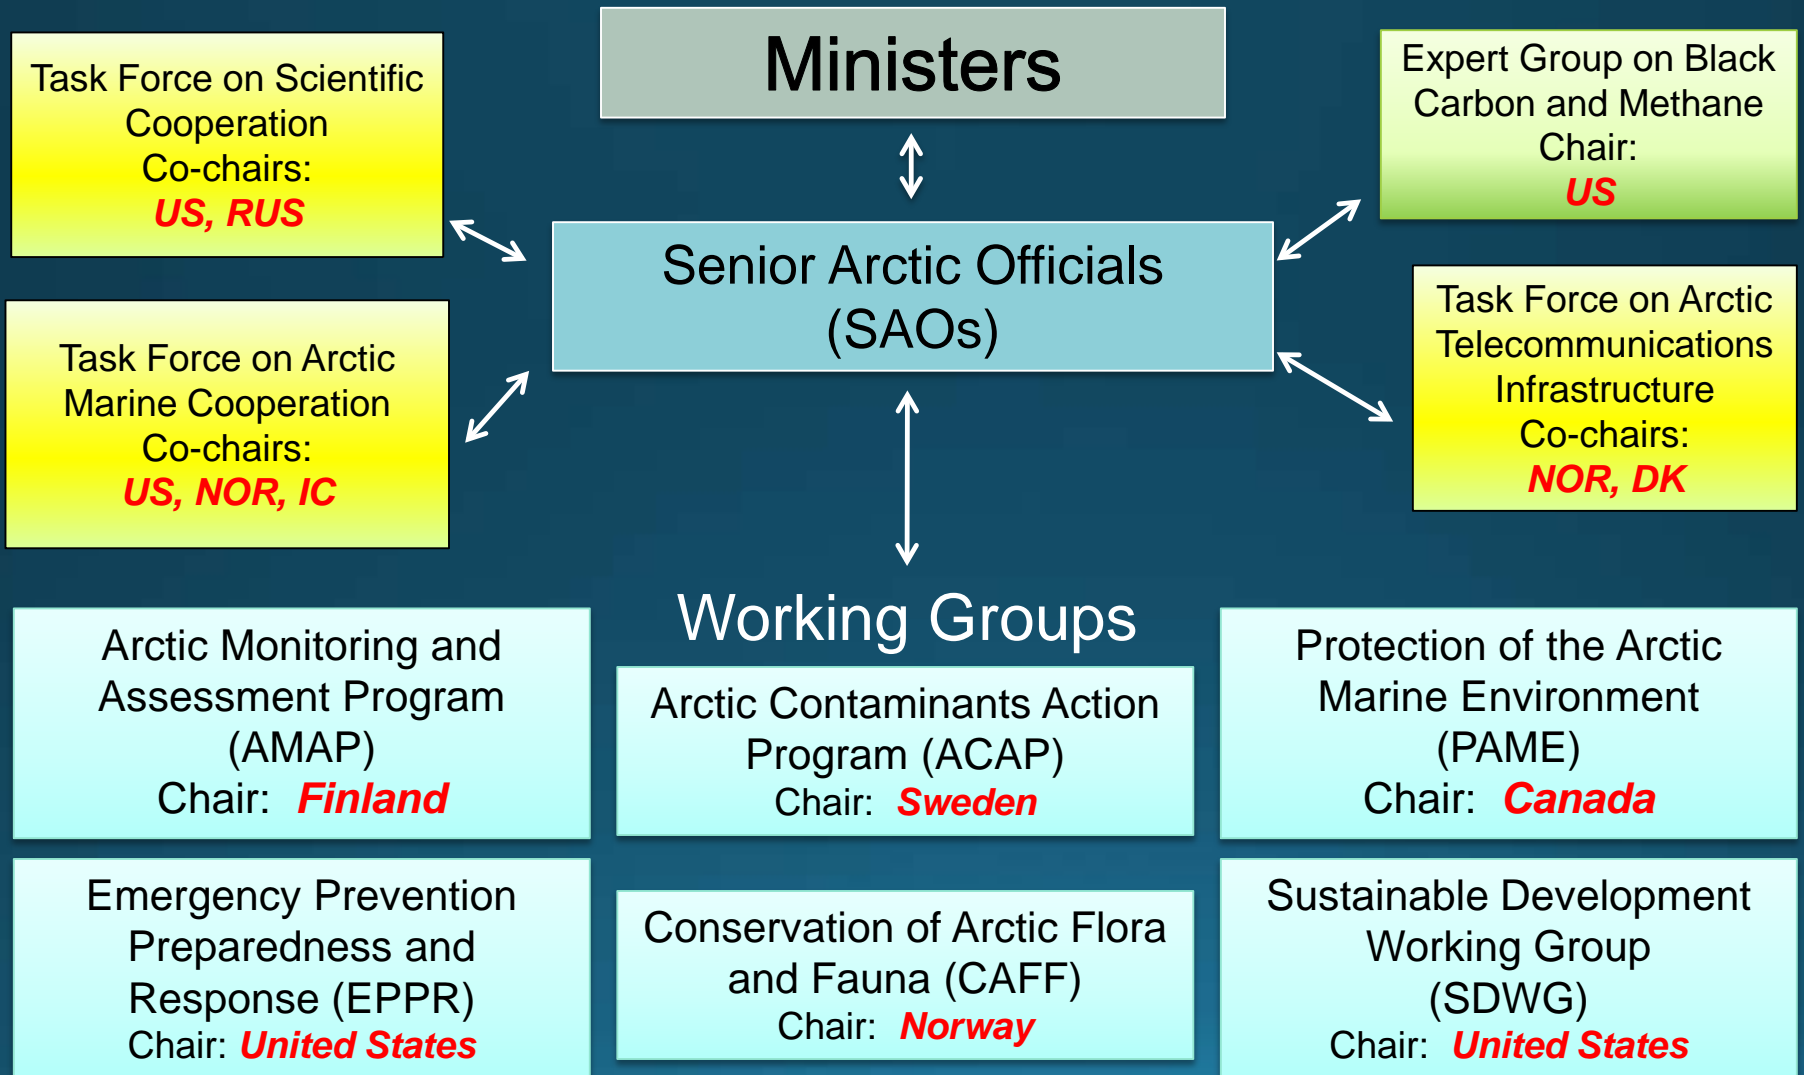 Ministers
Task Force on Scientific
Cooperation
Co-chairs:
US, RUS
Expert Group on Black
Carbon and Methane
Chair:
US
Senior Arctic Officials
(SAOs)
Task Force on Arctic
Marine Cooperation
Co-chairs:
US, NOR, IC
Task Force on Arctic
Telecommunications
Infrastructure
Co-chairs:
NOR, DK
Working Groups
Arctic Monitoring and
Assessment Program
(AMAP)
Chair: Finland
Arctic Contaminants Action
Program (ACAP)
Chair: Sweden
Protection of the Arctic
Marine Environment
(PAME)
Chair: Canada
Emergency Prevention
Preparedness and
Response (EPPR)
Chair: United States
Conservation of Arctic Flora
and Fauna (CAFF)
Chair: Norway
Sustainable Development
Working Group
(SDWG)
Chair: United States